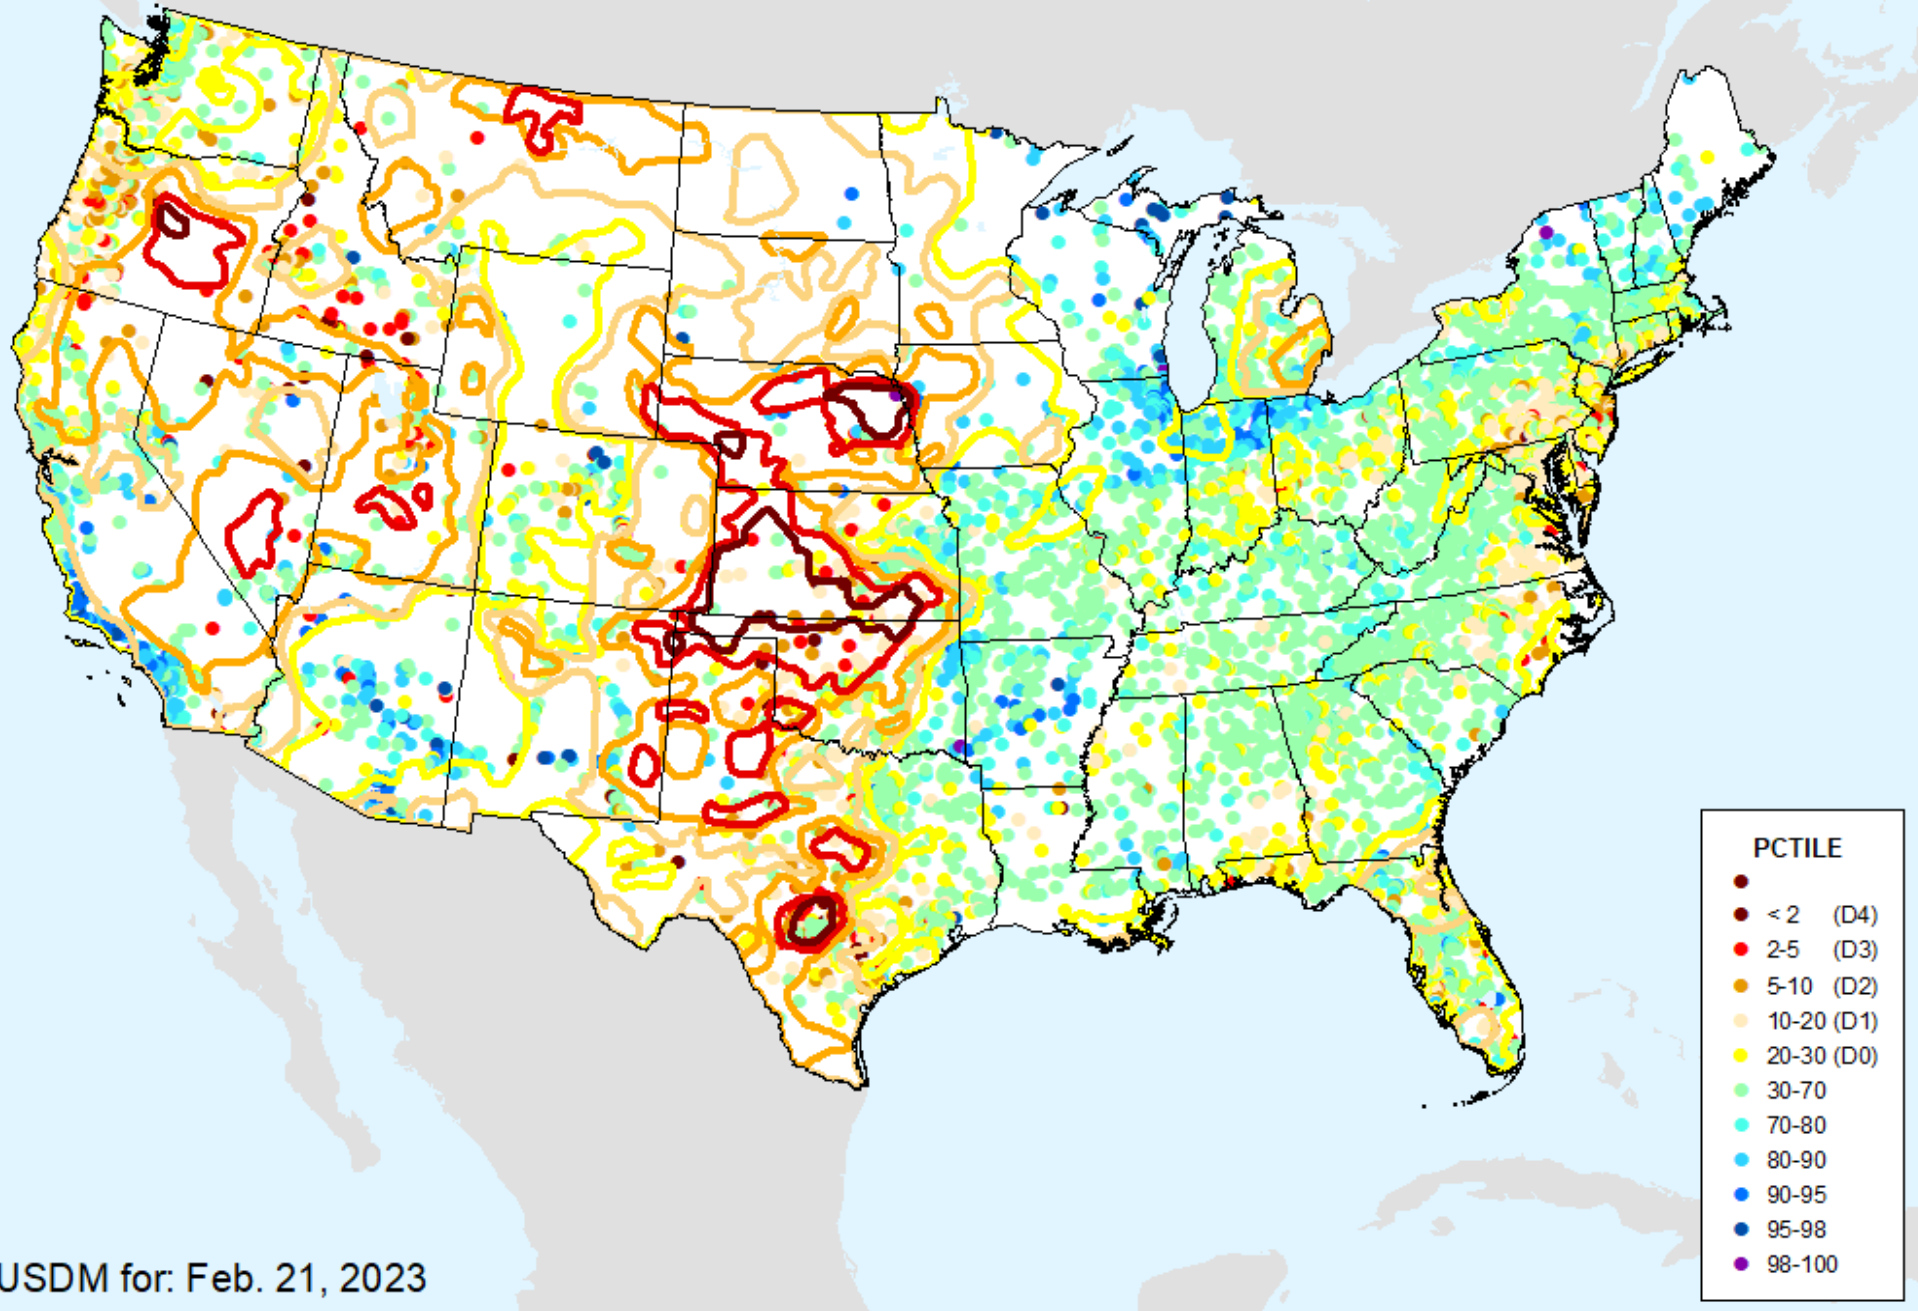 PCTILE
< 2 (D4)
2-5 (D3)
5-10 (D2)
10-20 (D1)
20-30 (D0)
30-70
70-80
80-90
90-95
95-98
98-100
USDM for: Feb. 21, 2023